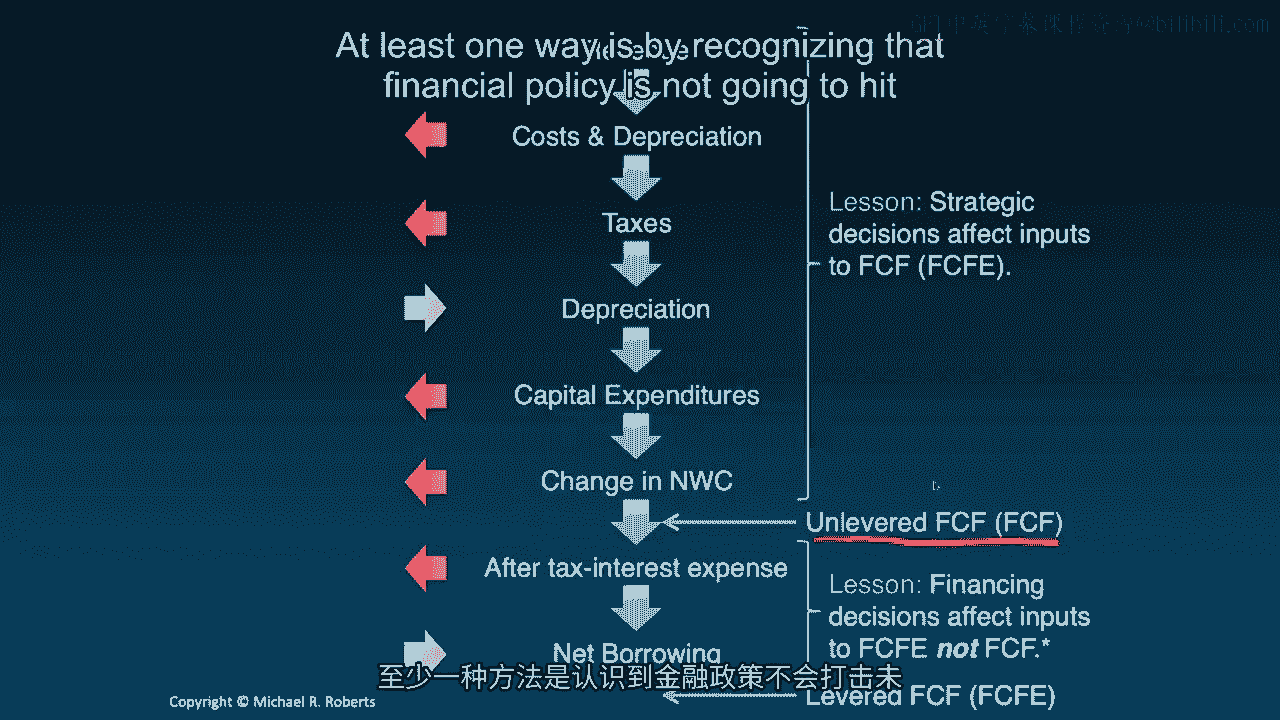 At least one way is by recognizing that
financial policy is not going to hit
Costs & Depreciation
Taxes
Depreciation
Capital Expenditures
Change in NWC
After tax-interest expense
Net Borrowing
Lesson: Strategic
decisions affect inputs
to FCF (FCFE).
Unlevered FCF (FCF)
Lesson: Financing
decisions affect inputs
to FCFE not FCF.*
Levered FCF (FCFE)
至少一种方法是认识到金融政策不会打击未
Copyright © Michael R. Roberts